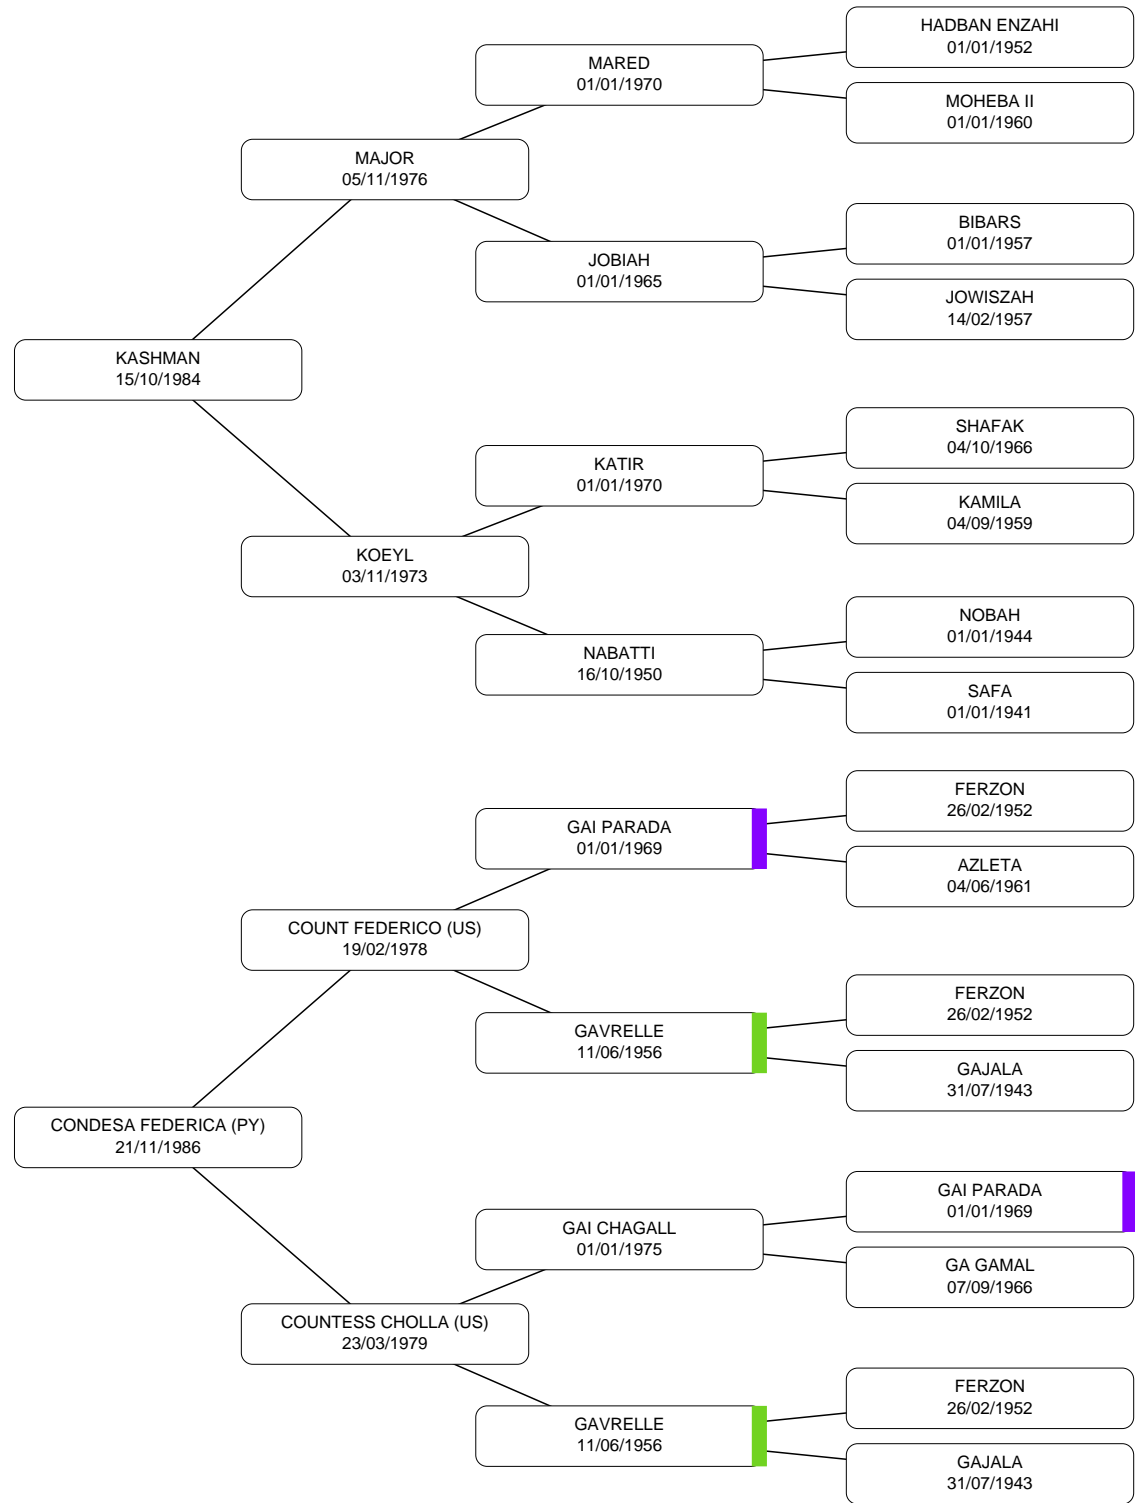 HADBAN ENZAHI
01/01/1952
MARED
01/01/1970
MOHEBA II
01/01/1960
MAJOR
05/11/1976
BIBARS
01/01/1957
JOBIAH
01/01/1965
JOWISZAH
14/02/1957
KASHMAN
15/10/1984
SHAFAK
04/10/1966
KATIR
01/01/1970
KAMILA
04/09/1959
KOEYL
03/11/1973
NOBAH
01/01/1944
NABATTI
16/10/1950
SAFA
01/01/1941
FERZON
26/02/1952
GAI PARADA
01/01/1969
AZLETA
04/06/1961
COUNT FEDERICO (US)
19/02/1978
FERZON
26/02/1952
GAVRELLE
11/06/1956
GAJALA
31/07/1943
CONDESA FEDERICA (PY)
21/11/1986
GAI PARADA
01/01/1969
GAI CHAGALL
01/01/1975
GA GAMAL
07/09/1966
COUNTESS CHOLLA (US)
23/03/1979
FERZON
26/02/1952
GAVRELLE
11/06/1956
GAJALA
31/07/1943